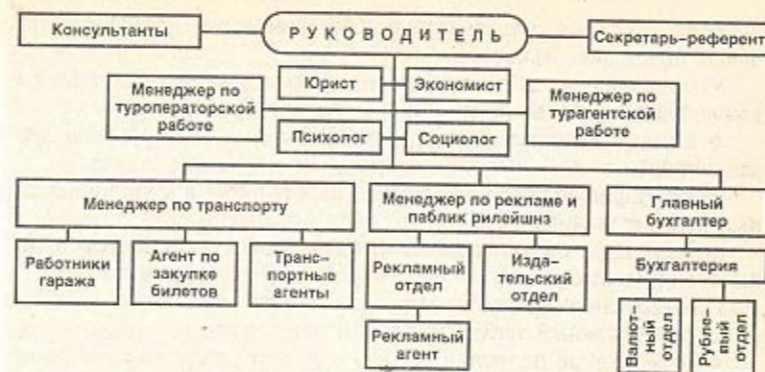 Консультанты
РУКОВОДИТЕЛЬ
Секретарь-референт
Менеджер по
туроператорской
работе
Юрист
Экономист
Менеджер по
турагентской
работе
Психолог
Социолог
Менеджер по транспорту
Менеджер по рекламе и
паблик рилейшнз
Главный
бухгалтер
Работники
гаража
Агент по
закупке
билетов
Транс-
портные
агенты
Рекламный
отдел
Изда-
тельский
отдел
Бухгалтерия
Рекламный
агент
Валют-
ный
отдел
Рубле-
вый
отдел